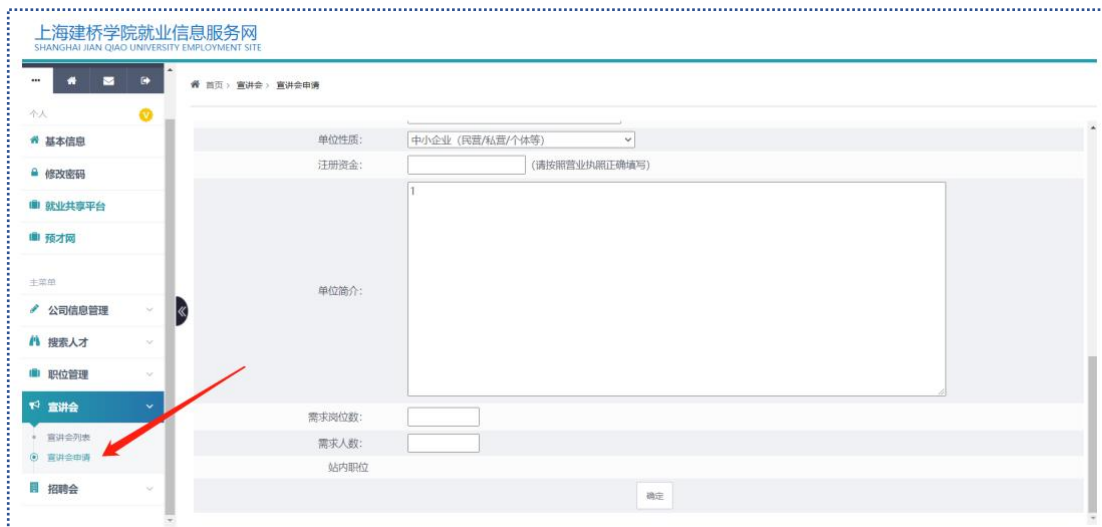 上海建桥学院就业信息服务网
SHANGHAI JIAN QIAO UNIVERSITY EMPLOYMENT SITE
首页 > 宣讲会 > 宣讲会申请
个人
V
基本信息
修改密码
就业共享平台
预才网
主菜单
公司信息管理
搜索人才
职位管理
宣讲会
宣讲会列表
宣讲会申请
招聘会
单位性质:
中小企业（民营/私营/个体等）
注册资金:
（请按照营业执照正确填写）
单位简介:
1
需求岗位数:
需求人数:
站内职位
确定